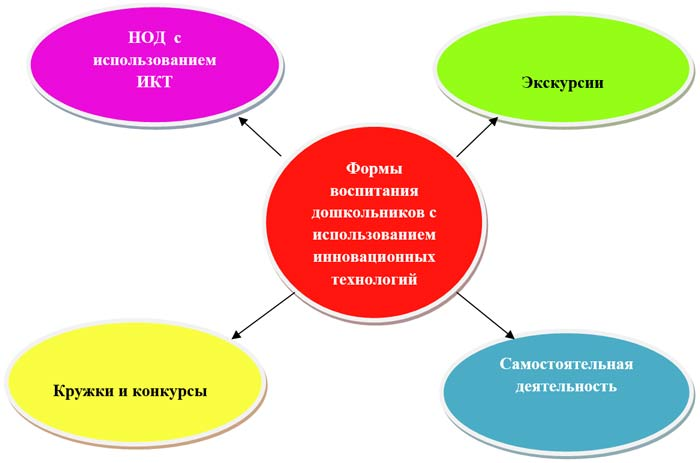 НОД с
использованием
ИКТ
Экскурсии
Формы
воспитания
дошкольников с
использованием
инновационных
технологий
Кружки и конкурсы
Самостоятельная
деятельность